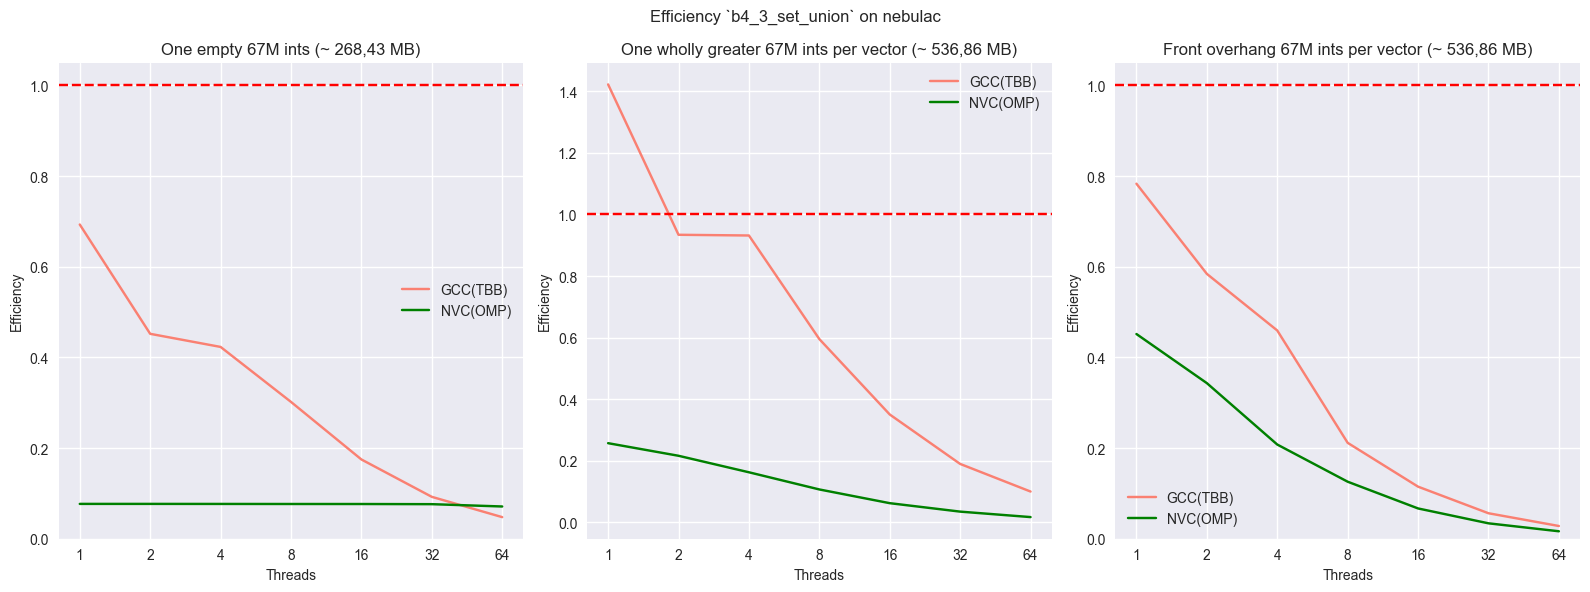 Efficiency `b4_3_set_union` on nebulac
One empty 67M ints (~ 268,43 MB)
1.0
0.8
0.6
0.4
0.2
0.0
Efficiency
GCC(TBB)
NVC(OMP)
1 2 4 8 16 32 64
Threads
One wholly greater 67M ints per vector (~ 536,86 MB)
1.4
1.2
1.0
0.8
0.6
0.4
0.2
0.0
Efficiency
GCC(TBB)
NVC(OMP)
1 2 4 8 16 32 64
Threads
Front overhang 67M ints per vector (~ 536,86 MB)
1.0
0.8
0.6
0.4
0.2
0.0
Efficiency
GCC(TBB)
NVC(OMP)
1 2 4 8 16 32 64
Threads